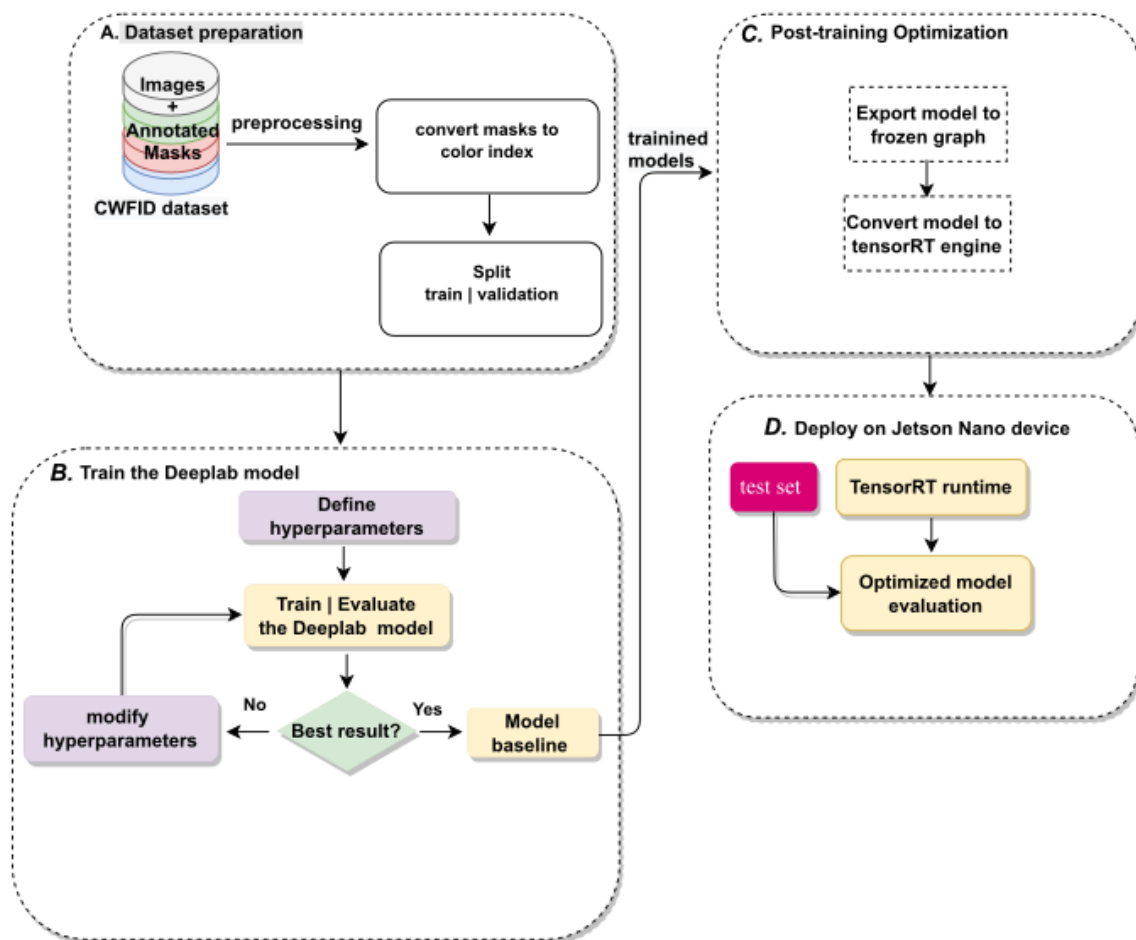 A. Dataset preparation
Images
+
Annotated
Masks
CWFID dataset
preprocessing
convert masks to
color index
Split
train | validation
B. Train the Deeplab model
Define
hyperparameters
Train | Evaluate
the Deeplab model
Best result?
No
modify
hyperparameters
Yes
Model
baseline
trainined
models
C. Post-training Optimization
Export model to
frozen graph
Convert model to
tensorRT engine
D. Deploy on Jetson Nano device
test set
TensorRT runtime
Optimized model
evaluation